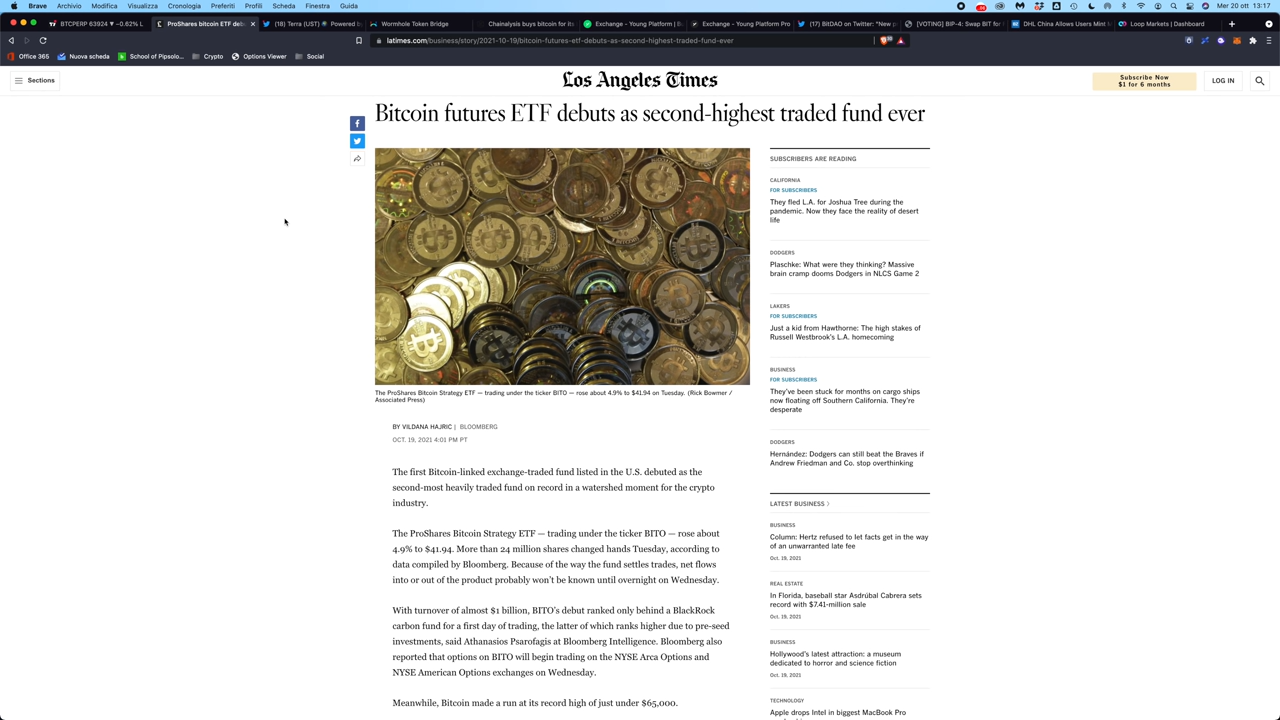 Brave Archivio Modifica Visualizza Cronologia Preferiti Profili Scheda Finestra Guida
Mer 20 ott 13:17
BTCPERP 63924 ▼ -0.62% L
ProShares bitcoin ETF deb
(18) Terra (UST) Powered b
Wormhole Token Bridge
Chainalysis buys bitcoin for its
Exchange - Young Platform | B
Exchange - Young Platform Pro
(18) BitDAO on Twitter: "New p
[VOTING] BIP-4: Swap BIT for
DHL China Allows Users Mint
Loop Markets | Dashboard
latimes.com/business/story/2021-10-19/bitcoin-futures-etf-debuts-as-second-highest-traded-fund-ever
Office 365 Nuova scheda School of Pipsolo... Crypto Options Viewer Social
Sections
Los Angeles Times
Subscribe Now
$1 for 6 months
LOG IN
Bitcoin futures ETF debuts as second-highest traded fund ever
The ProShares Bitcoin Strategy ETF — trading under the ticker BITO — rose about 4.9% to $41.94 on Tuesday. (Rick Bowmer /
Associated Press)
BY VILDANA HAJRIC | BLOOMBERG
OCT. 19, 2021 4:01 PM PT
The first Bitcoin-linked exchange-traded fund listed in the U.S. debuted as the
second-most heavily traded fund on record in a watershed moment for the crypto
industry.
The ProShares Bitcoin Strategy ETF — trading under the ticker BITO — rose about
4.9% to $41.94. More than 24 million shares changed hands Tuesday, according to
data compiled by Bloomberg. Because of the way the fund settles trades, net flows
into or out of the product probably won't be known until overnight on Wednesday.
With turnover of almost $1 billion, BITO's debut ranked only behind a BlackRock
carbon fund for a first day of trading, the latter of which ranks higher due to pre-seed
investments, said Athanasios Psarofagis at Bloomberg Intelligence. Bloomberg also
reported that options on BITO will begin trading on the NYSE Arca Options and
NYSE American Options exchanges on Wednesday.
Meanwhile, Bitcoin made a run at its record high of just under $65,000.
SUBSCRIBERS ARE READING
CALIFORNIA
FOR SUBSCRIBERS
They fled L.A. for Joshua Tree during the
pandemic. Now they face the reality of desert
life
DODGERS
Plaschke: What were they thinking? Massive
brain cramp dooms Dodgers in NLCS Game 2
LAKERS
FOR SUBSCRIBERS
Just a kid from Hawthorne: The high stakes of
Russell Westbrook's L.A. homecoming
BUSINESS
FOR SUBSCRIBERS
They've been stuck for months on cargo ships
now floating off Southern California. They're
desperate
DODGERS
Hernández: Dodgers can still beat the Braves if
Andrew Friedman and Co. stop overthinking
LATEST BUSINESS
BUSINESS
Column: Hertz refused to let facts get in the way
of an unwarranted late fee
Oct. 19, 2021
REAL ESTATE
In Florida, baseball star Asdrúbal Cabrera sets
record with $7.41-million sale
Oct. 19, 2021
BUSINESS
Hollywood's latest attraction: a museum
dedicated to horror and science fiction
Oct. 19, 2021
TECHNOLOGY
Apple drops Intel in biggest MacBook Pro